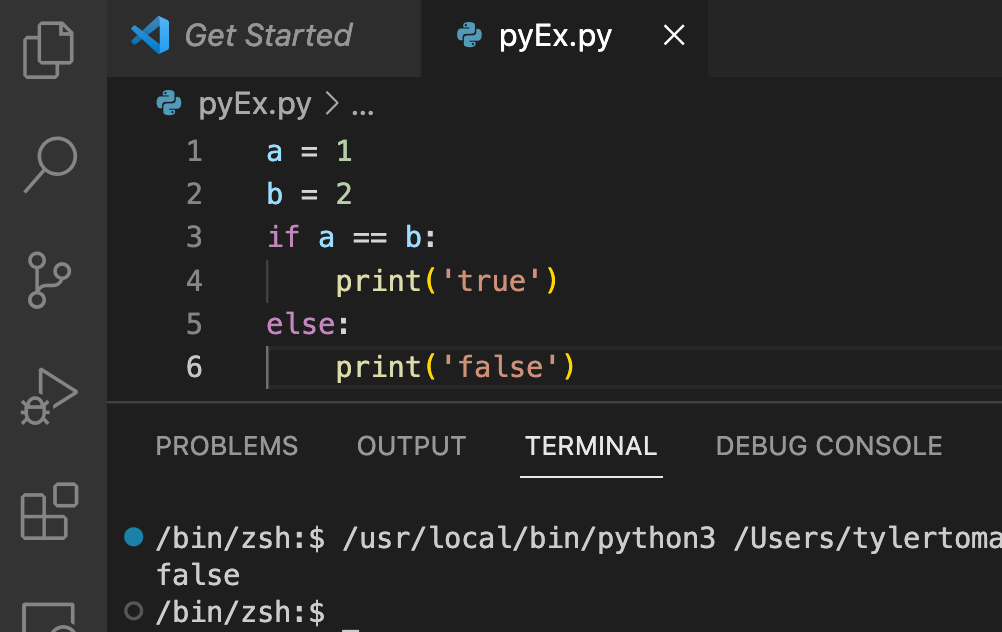 Get Started pyEx.py
pyEx.py > ...
1 a = 1
2 b = 2
3 if a == b:
4     print('true')
5 else:
6     print('false')
PROBLEMS OUTPUT TERMINAL DEBUG CONSOLE
/bin/zsh:$ /usr/local/bin/python3 /Users/tylertoma
false
/bin/zsh:$